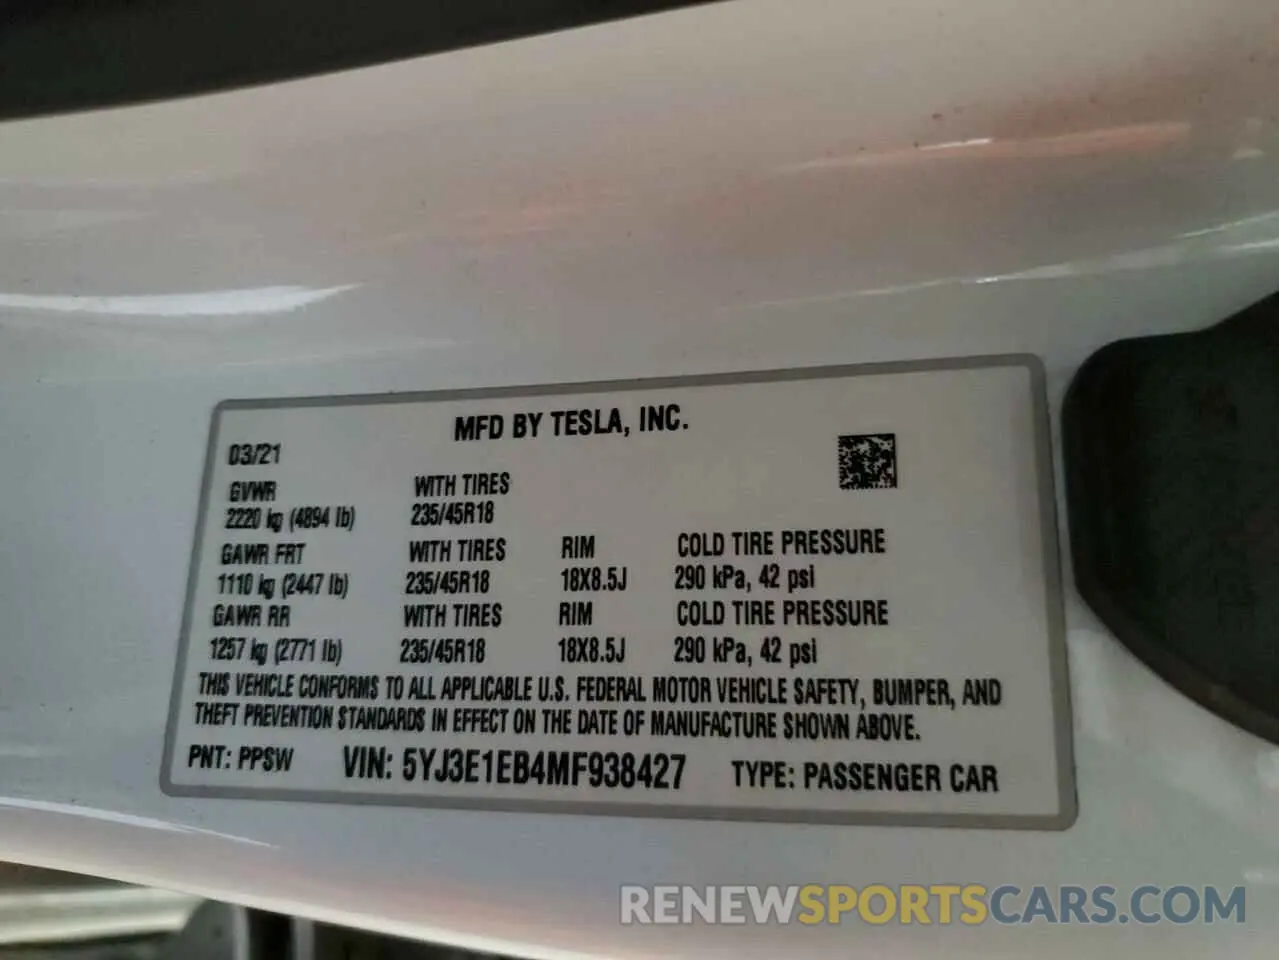 MFD BY TESLA, INC.
03/21
GVWR WITH TIRES
2220 kg (4894 lb) 235/45R18
GAWR FRT WITH TIRES RIM COLD TIRE PRESSURE
1110 kg (2447 lb) 235/45R18 18X8.5J 290 kPa, 42 psi
GAWR RR WITH TIRES RIM COLD TIRE PRESSURE
1257 kg (2771 lb) 235/45R18 18X8.5J 290 kPa, 42 psi
THIS VEHICLE CONFORMS TO ALL APPLICABLE U.S. FEDERAL MOTOR VEHICLE SAFETY, BUMPER, AND
THEFT PREVENTION STANDARDS IN EFFECT ON THE DATE OF MANUFACTURE SHOWN ABOVE.
PNT: PPSW VIN: 5YJ3E1EB4MF938427 TYPE: PASSENGER CAR
RENEWSPORTSCARS.COM